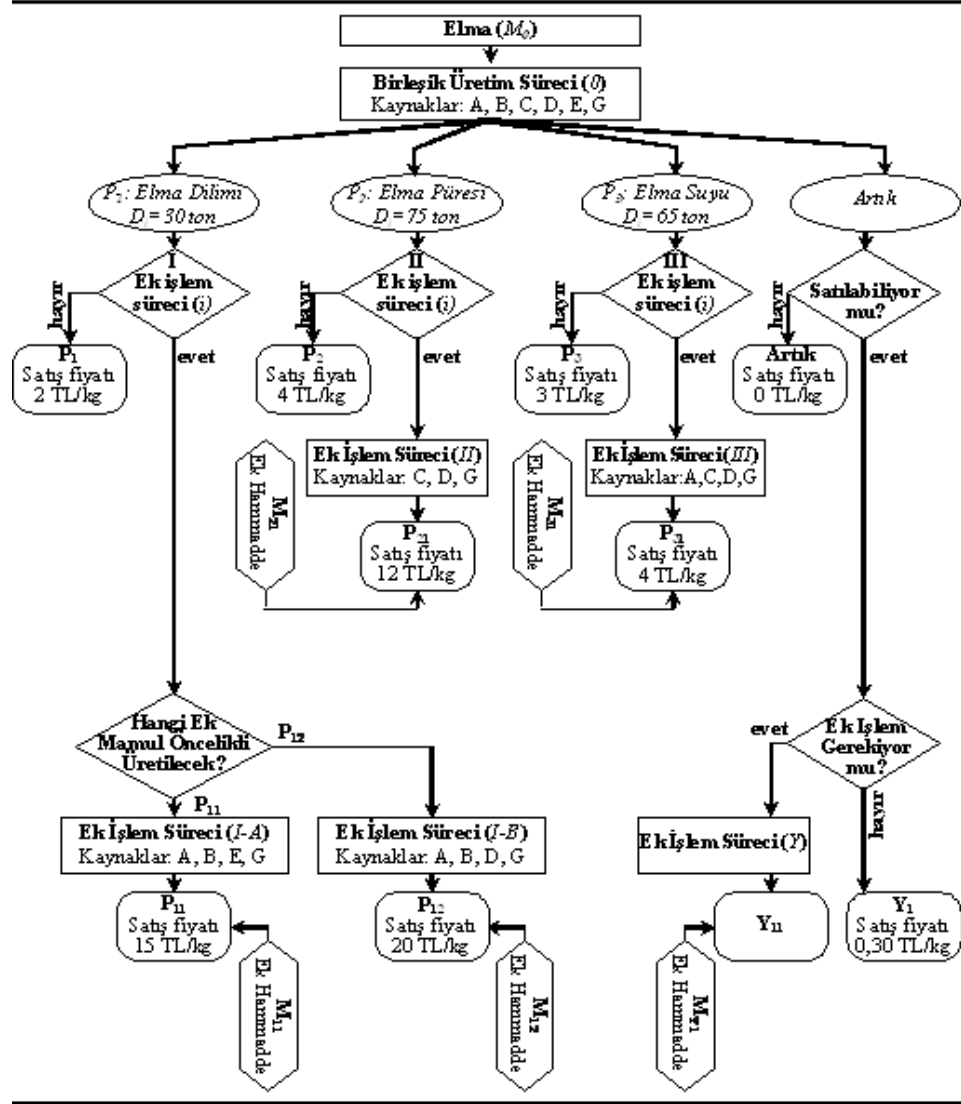 Elma (M₀)
Birleşik Üretim Süreci (0)
Kaynaklar: A, B, C, D, E, G
P₁: Elma Dilimi
D = 30 ton
P₂: Elma Püresi
D = 75 ton
P₃: Elma Suyu
D = 65 ton
Artık
I
Ek işlem
süreci (i)
II
Ek işlem
süreci (i)
III
Ek işlem
süreci (i)
Satılabiliyor
mu?
hayır
hayır
hayır
hayır
P₁
Satış fiyatı
2 TL/kg
evet
P₂
Satış fiyatı
4 TL/kg
evet
P₃
Satış fiyatı
3 TL/kg
evet
Artık
Satış fiyatı
0 TL/kg
evet
M₂₁
Ek Hammadde
Ek İşlem Süreci (II)
Kaynaklar: C, D, G
P₂₁
Satış fiyatı
12 TL/kg
M₃₁
Ek Hammadde
Ek İşlem Süreci (III)
Kaynaklar:A,C,D,G
P₃₁
Satış fiyatı
4 TL/kg
Hangi Ek
Mamul Öncelikli
Üretilecek?
P₁₂
P₁₁
evet
Ek İşlem
Gerekiyor
mu?
hayır
Ek İşlem Süreci (I-A)
Kaynaklar: A, B, E, G
Ek İşlem Süreci (I-B)
Kaynaklar: A, B, D, G
Ek İşlem Süreci (Y)
P₁₁
Satış fiyatı
15 TL/kg
P₁₂
Satış fiyatı
20 TL/kg
Y₁₁
Y₁
Satış fiyatı
0,30 TL/kg
M₁₁
Ek Hammadde
M₁₂
Ek Hammadde
M_Y1
Ek Hammadde